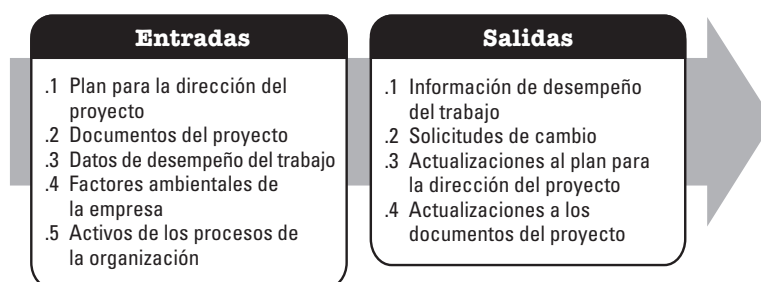 Entradas
.1 Plan para la dirección del
proyecto
.2 Documentos del proyecto
.3 Datos de desempeño del trabajo
.4 Factores ambientales de
la empresa
.5 Activos de los procesos de
la organización
Salidas
.1 Información de desempeño
del trabajo
.2 Solicitudes de cambio
.3 Actualizaciones al plan para
la dirección del proyecto
.4 Actualizaciones a los
documentos del proyecto